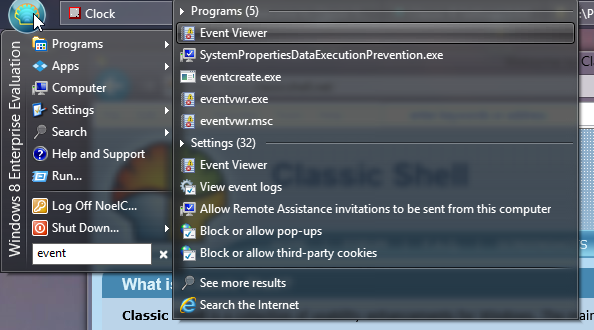 Clock
Windows 8 Enterprise Evaluation
Programs
Apps
Computer
Settings
Search
Help and Support
Run...
Log Off NoelC...
Shut Down...
event
Programs (5)
Event Viewer
SystemPropertiesDataExecutionPrevention.exe
eventcreate.exe
eventvwr.exe
eventvwr.msc
Settings (32)
Event Viewer
View event logs
Allow Remote Assistance invitations to be sent from this computer
Block or allow pop-ups
Block or allow third-party cookies
See more results
Search the Internet
Classic Shell
What is
Classic